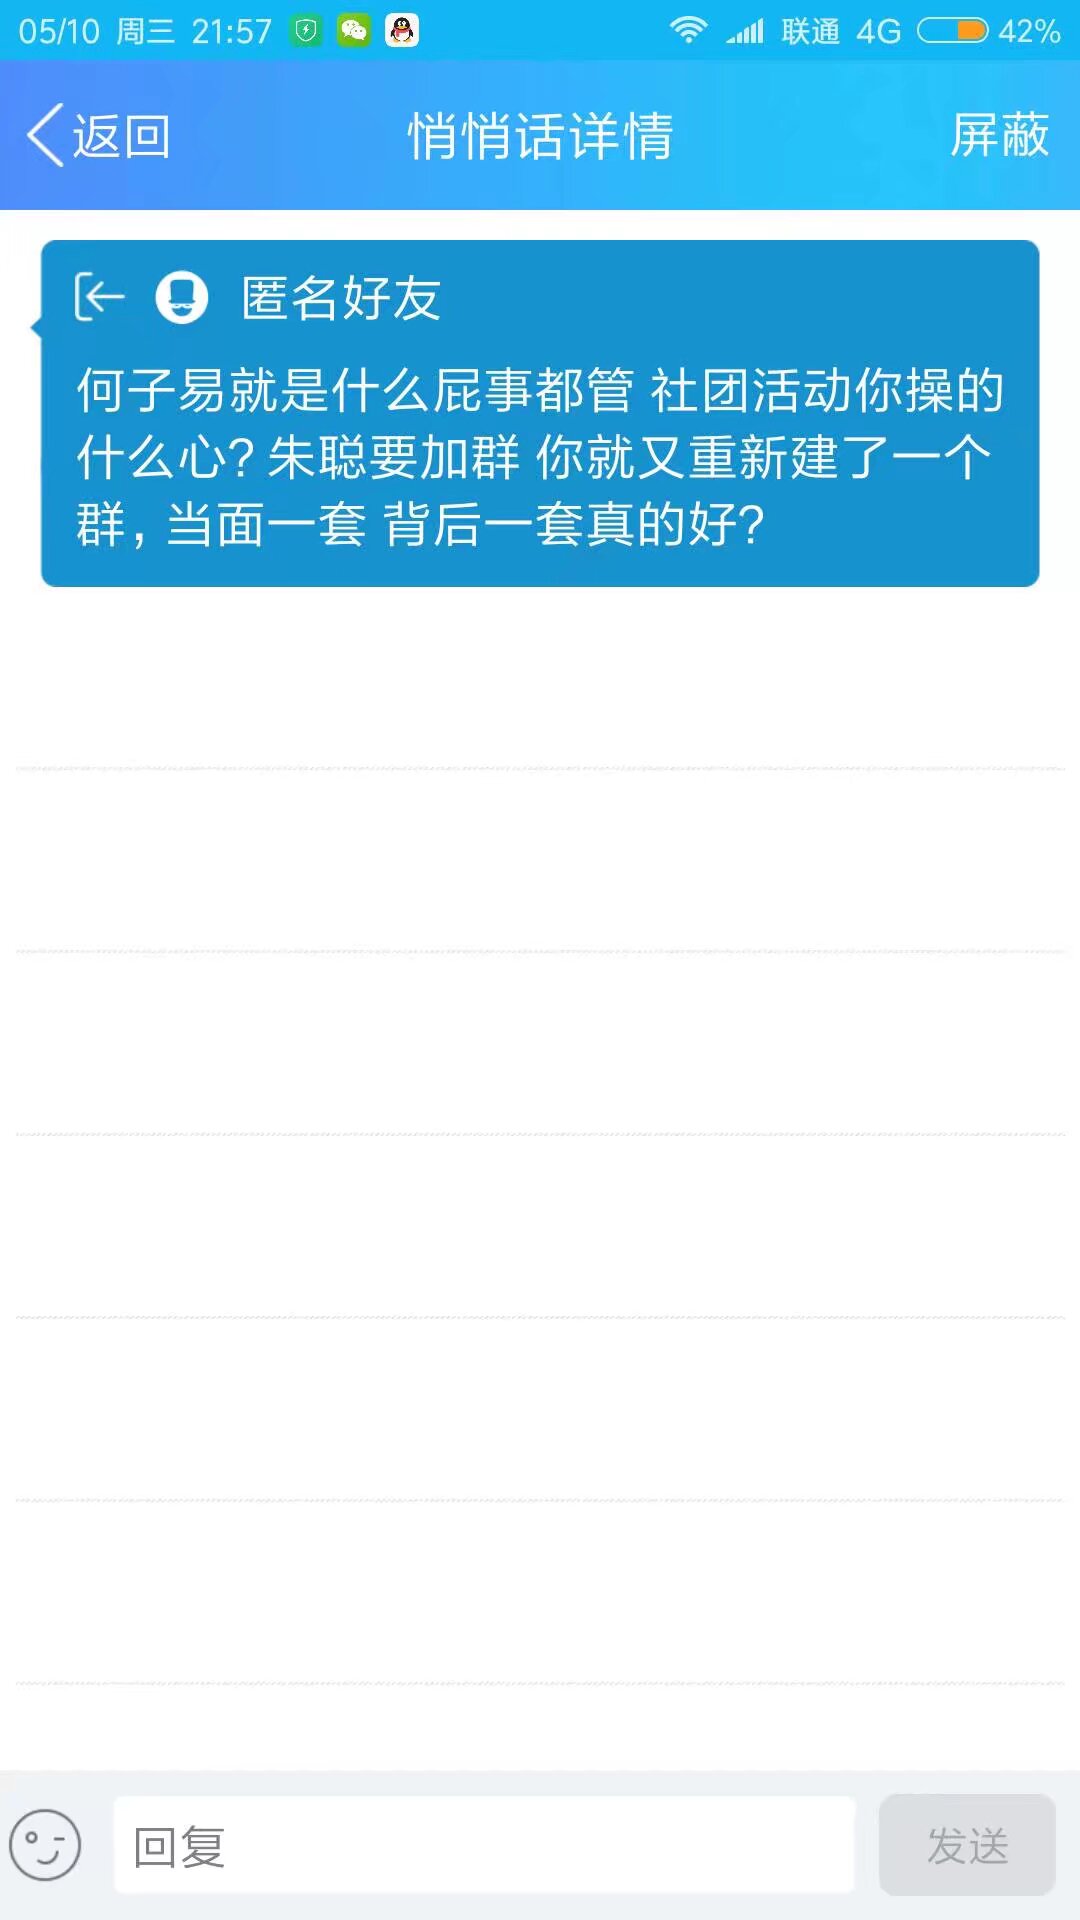 05/10 周三 21:57 联通 4G 42%
返回 悄悄话详情 屏蔽
匿名好友
何子易就是什么屁事都管 社团活动你操的
什么心? 朱聪要加群 你就又重新建了一个
群, 当面一套 背后一套真的好?
回复 发送